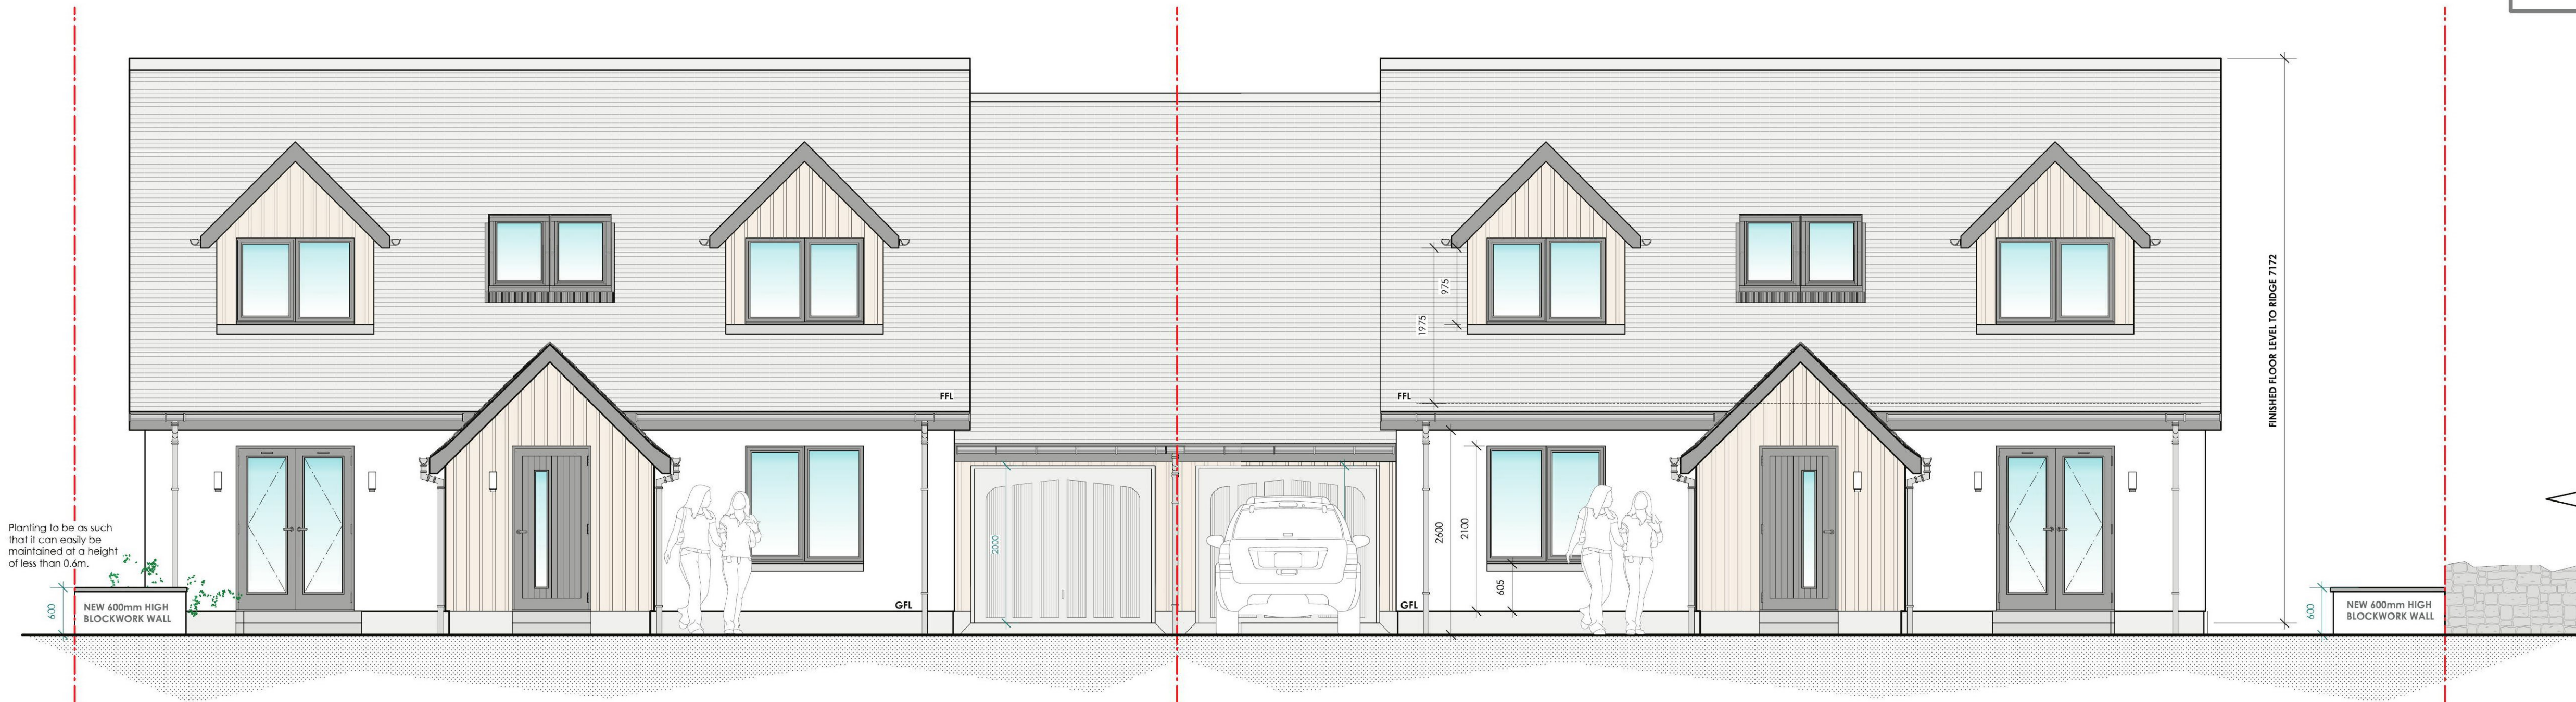 Planting to be as such
that it can easily be
maintained at a height
of less than 0.6m.
600
NEW 600mm HIGH
BLOCKWORK WALL
FFL
GFL
2000
FFL
GFL
975
1975
2600
2100
605
FINISHED FLOOR LEVEL TO RIDGE 7172
600
NEW 600mm HIGH
BLOCKWORK WALL